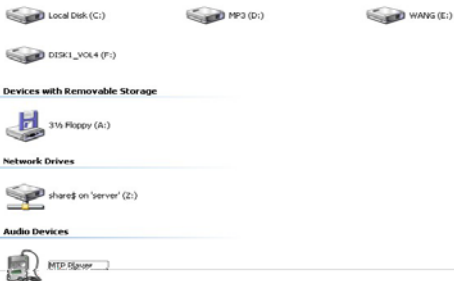 Local Disk (C:)
MP3 (D:)
WANG (E:)
DISK1_VOL4 (F:)
Devices with Removable Storage
3½ Floppy (A:)
Network Drives
share$ on 'server' (Z:)
Audio Devices
MTP Player